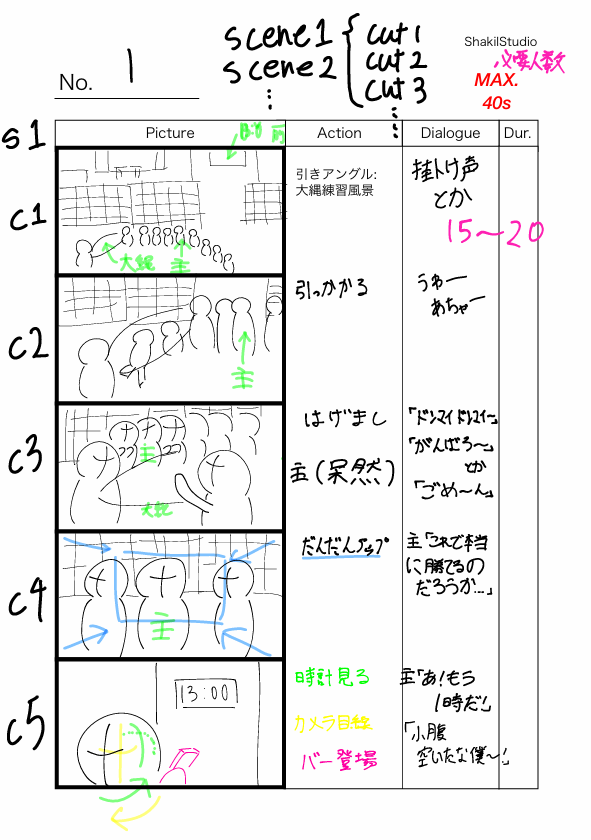 No. 1
scene1 { cut 1
scene2 cut 2
cut 3
ShakilStudio
必要人数
MAX.
40s
Picture Action Dialogue Dur.
s1
c1
大縄
主
引きアングル:
大縄練習風景
掛け声
とか
15〜20
c2
主
引っかかる
うわー
あちゃー
c3
主
大縄
はげまし
主(呆然)
「ドンマイドンマイー」
「がんばろ〜」
とか
「ごめ〜ん」
c4
主
だんだんアップ
主「これで本当
に勝てるの
だろうか…」
c5
13:00
時計見る
カメラ目線
バー登場
主「あ!もう
1時だ!」
「小腹
空いたな僕〜!